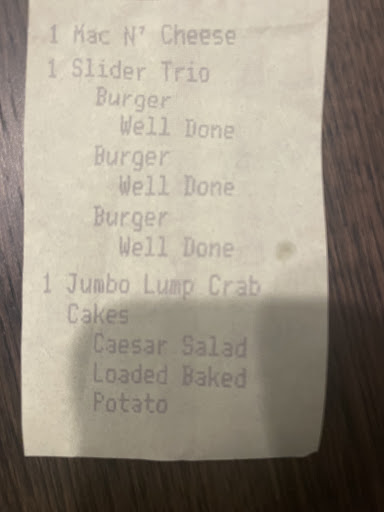 1 Mac N' Cheese
1 Slider Trio
Burger
Well Done
Burger
Well Done
Burger
Well Done
1 Jumbo Lump Crab
Cakes
Caesar Salad
Loaded Baked
Potato